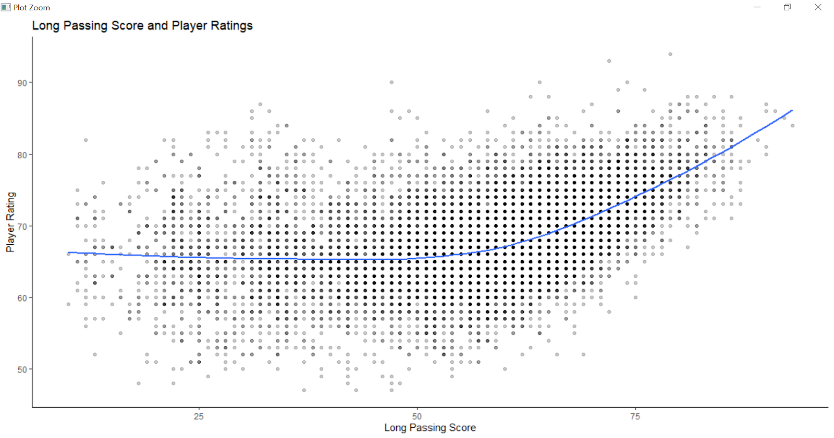 Plot Zoom
Long Passing Score and Player Ratings
Player Rating
90
80
70
60
50
25
50
75
Long Passing Score